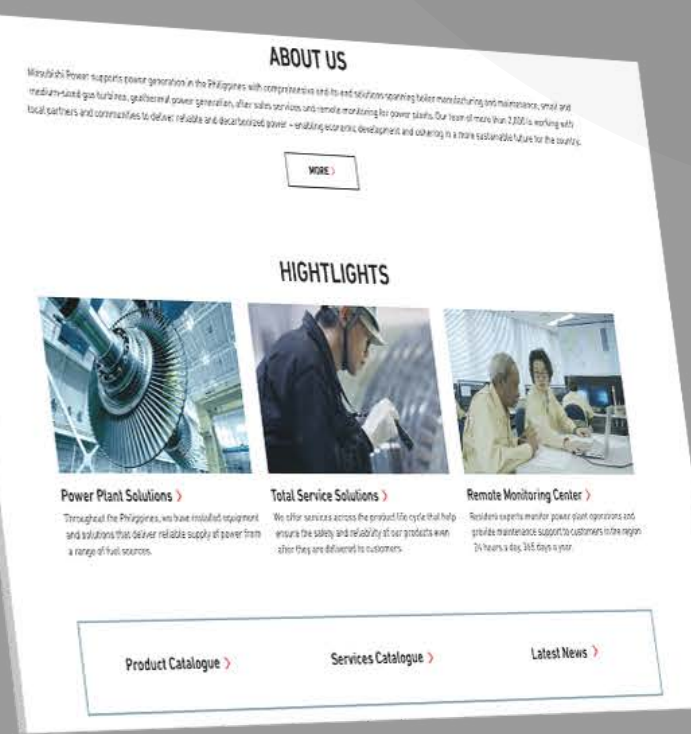 ABOUT US
Mitsubishi Power supports power generation in the Philippines with comprehensive end-to-end solutions spanning boiler manufacturing and maintenance, small and
medium-sized gas turbines, geothermal power generation, after sales services and remote monitoring for power plants. Our team of more than 2,000 is working with
local partners and communities to deliver reliable and decarbonized power – enabling economic development and ushering in a more sustainable future for the country.
MORE >
HIGHTLIGHTS
Power Plant Solutions >
Total Service Solutions >
Remote Monitoring Center >
Throughout the Philippines, we have installed equipment
and solutions that deliver reliable supply of power from
a range of fuel sources.
We offer services across the product life cycle that help
ensure the safety and reliability of our products even
after they are delivered to customers.
Resident experts monitor power plant operations and
provide maintenance support to customers in the region
24 hours a day, 365 days a year.
Product Catalogue >
Services Catalogue >
Latest News >